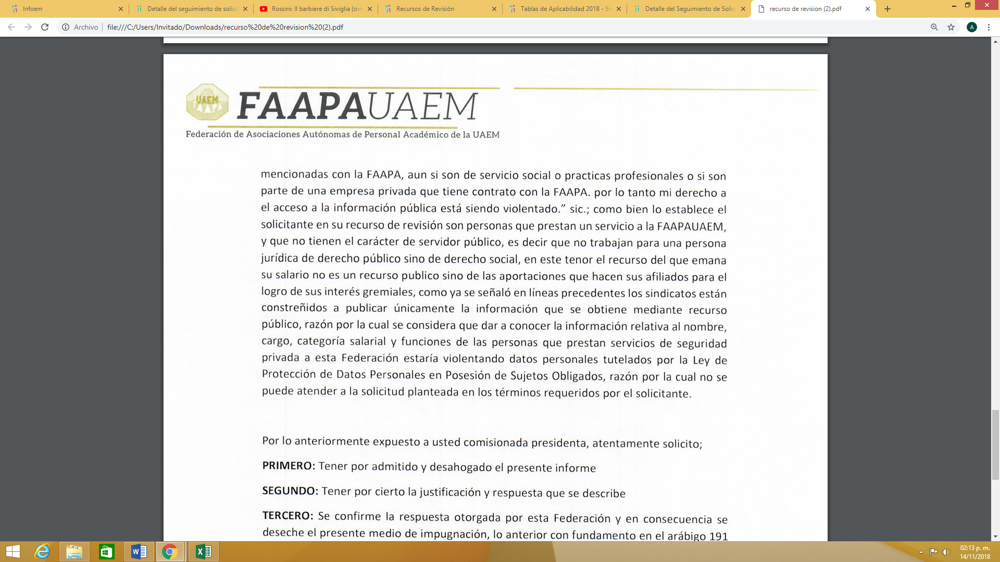 Infoem
Detalle del seguimiento de solicit
Rossini: Il barbiere di Siviglia (ove
Recursos de Revisión
Tablas de Aplicabilidad 2018 - Si
Detalle del Seguimiento de Solic
recurso de revision (2).pdf
Archivo
file:///C:/Users/Invitado/Downloads/recurso%20de%20revision%20(2).pdf
A
UAEM
FAAPAUAEM
Federación de Asociaciones Autónomas de Personal Académico de la UAEM
mencionadas con la FAAPA, aun si son de servicio social o practicas profesionales o si son
parte de una empresa privada que tiene contrato con la FAAPA. por lo tanto mi derecho a
el acceso a la información pública está siendo violentado.” sic.; como bien lo establece el
solicitante en su recurso de revisión son personas que prestan un servicio a la FAAPAUAEM,
y que no tienen el carácter de servidor público, es decir que no trabajan para una persona
jurídica de derecho público sino de derecho social, en este tenor el recurso del que emana
su salario no es un recurso publico sino de las aportaciones que hacen sus afiliados para el
logro de sus interés gremiales, como ya se señaló en líneas precedentes los sindicatos están
constreñidos a publicar únicamente la información que se obtiene mediante recurso
público, razón por la cual se considera que dar a conocer la información relativa al nombre,
cargo, categoría salarial y funciones de las personas que prestan servicios de seguridad
privada a esta Federación estaría violentando datos personales tutelados por la Ley de
Protección de Datos Personales en Posesión de Sujetos Obligados, razón por la cual no se
puede atender a la solicitud planteada en los términos requeridos por el solicitante.
Por lo anteriormente expuesto a usted comisionada presidenta, atentamente solicito;
PRIMERO: Tener por admitido y desahogado el presente informe
SEGUNDO: Tener por cierto la justificación y respuesta que se describe
TERCERO: Se confirme la respuesta otorgada por esta Federación y en consecuencia se
deseche el presente medio de impugnación, lo anterior con fundamento en el arábigo 191
02:13 p. m.
14/11/2018